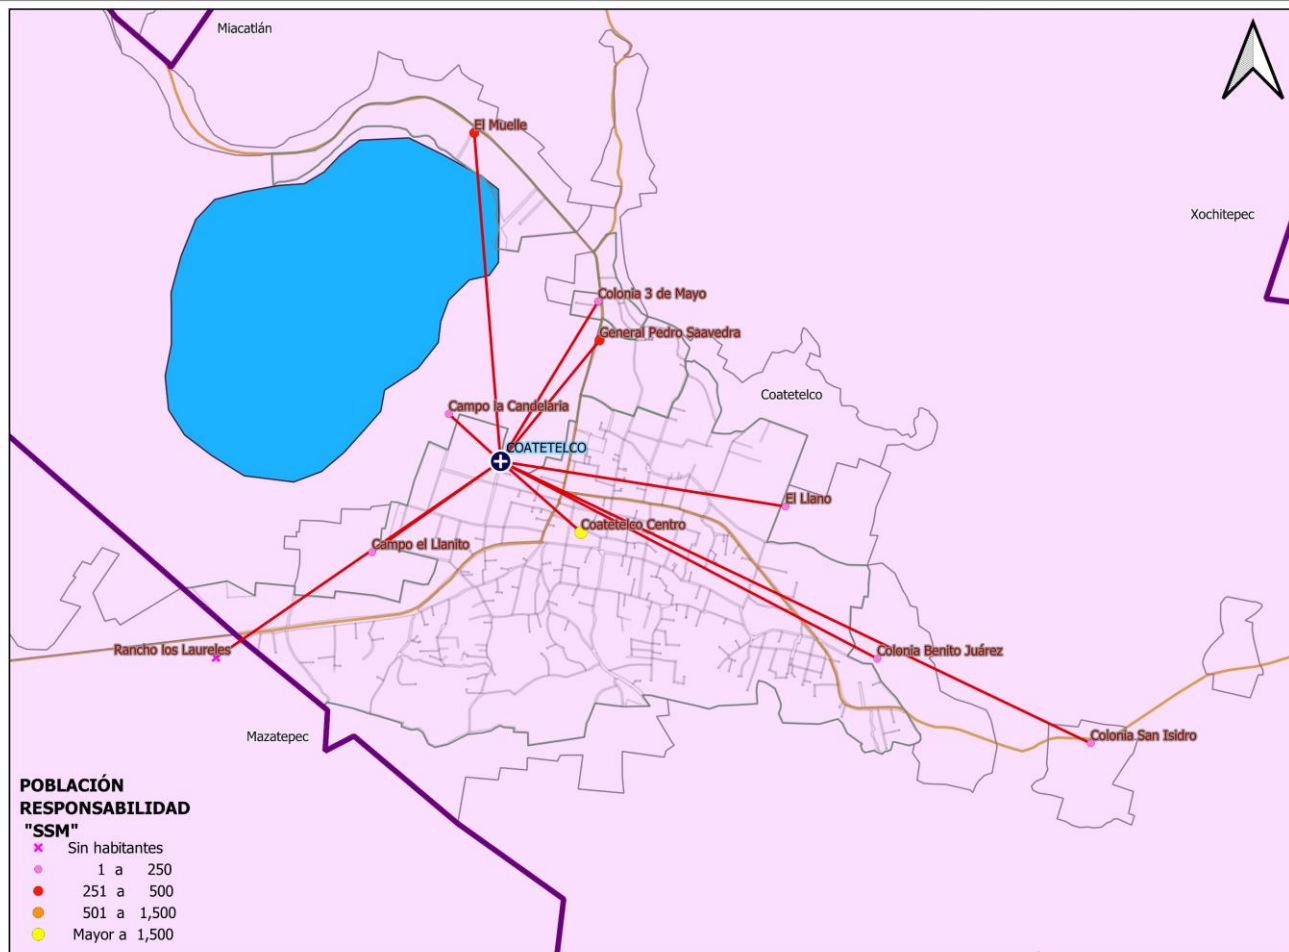 Miacatlán
El Muelle
Xochitepec
Colonia 3 de Mayo
General Pedro Saavedra
Coatetelco
Campo la Candelaria
COATETELCO
El Llano
Coatetelco Centro
Campo el Llanito
Rancho los Laureles
Colonia Benito Juárez
Mazatepec
Colonia San Isidro
POBLACIÓN
RESPONSABILIDAD
"SSM"
Sin habitantes
1 a 250
251 a 500
501 a 1,500
Mayor a 1,500